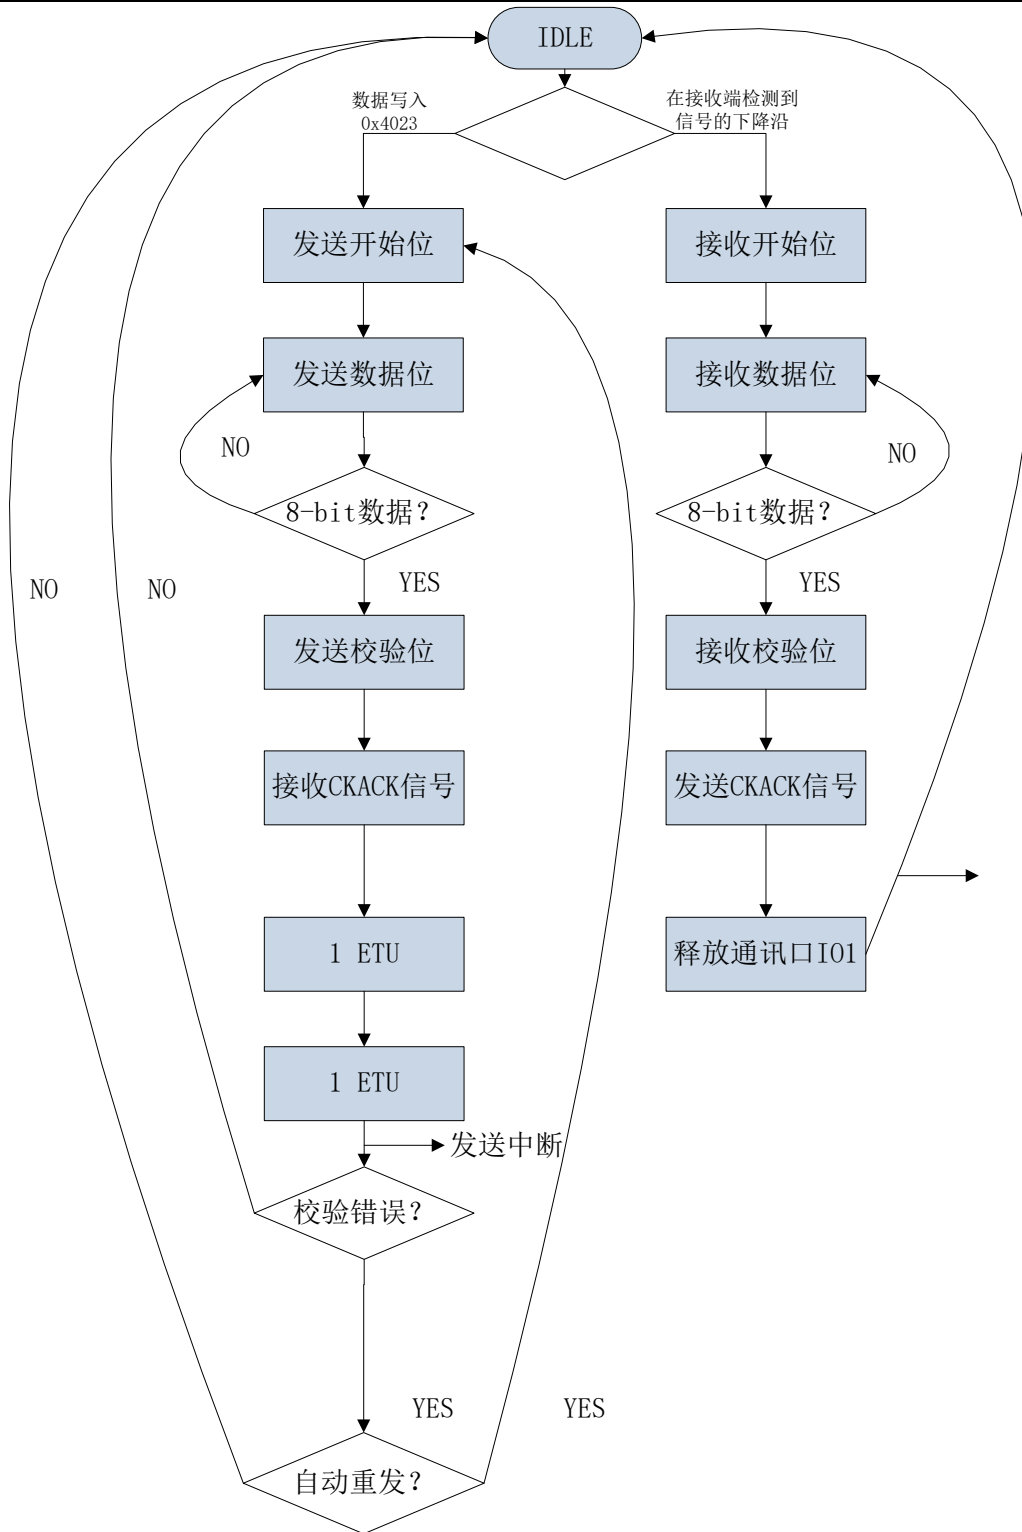 IDLE
数据写入
0x4023
在接收端检测到
信号的下降沿
发送开始位
接收开始位
发送数据位
接收数据位
NO
NO
8-bit数据?
8-bit数据?
YES
YES
NO
NO
发送校验位
接收校验位
接收CKACK信号
发送CKACK信号
1 ETU
释放通讯口IO1
1 ETU
发送中断
校验错误?
YES
YES
自动重发?